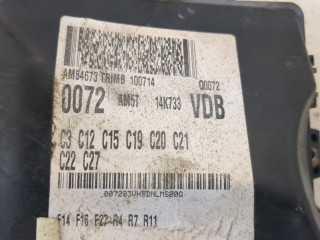 AM54673 TRIMB 100714 00072
0072 AM5T 14K733 VDB
C3 C12 C15 C19 C20 C21
C22 C27
F14 F16 F27 R4 R7 R11